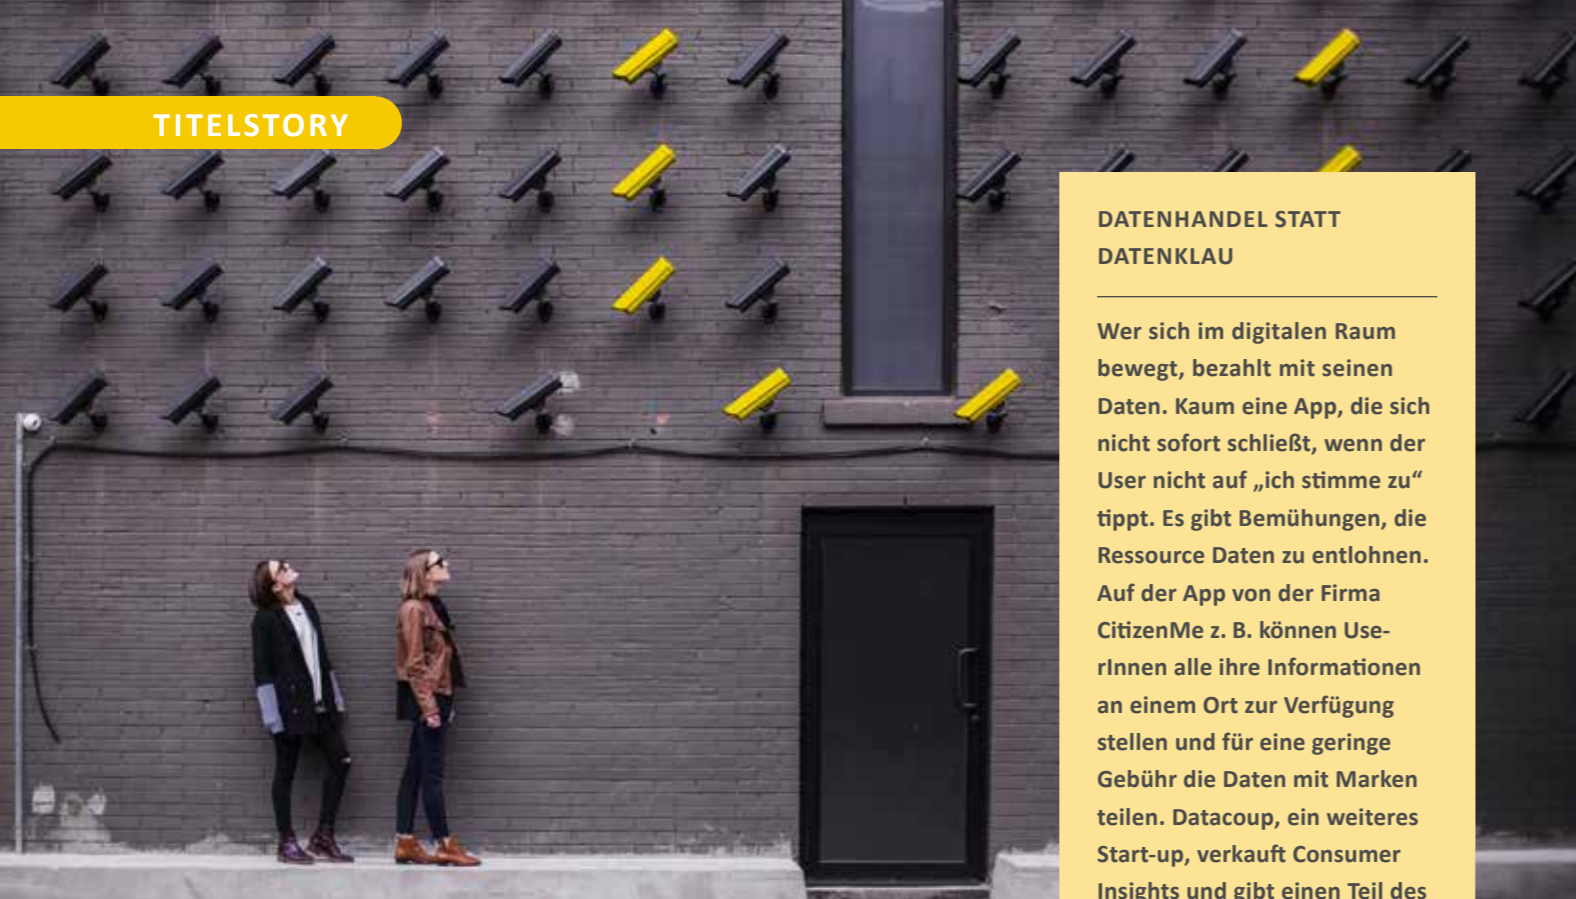 TITELSTORY
DATENHANDEL STATT
DATENKLAU
Wer sich im digitalen Raum
bewegt, bezahlt mit seinen
Daten. Kaum eine App, die sich
nicht sofort schließt, wenn der
User nicht auf „ich stimme zu“
tippt. Es gibt Bemühungen, die
Ressource Daten zu entlohnen.
Auf der App von der Firma
CitizenMe z. B. können Use-
rInnen alle ihre Informationen
an einem Ort zur Verfügung
stellen und für eine geringe
Gebühr die Daten mit Marken
teilen. Datacoup, ein weiteres
Start-up, verkauft Consumer
Insights und gibt einen Teil des